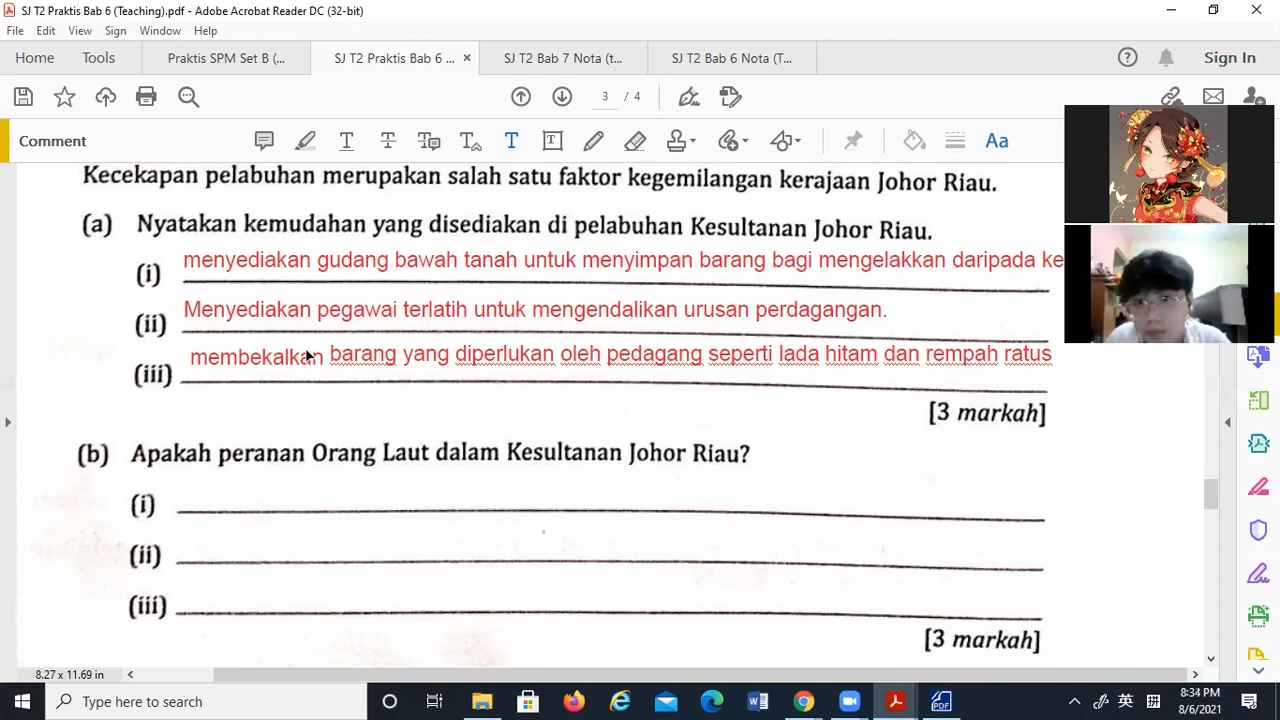 SJ T2 Praktis Bab 6 (Teaching).pdf - Adobe Acrobat Reader DC (32-bit)
File Edit View Sign Window Help
Home Tools Praktis SPM Set B (... SJ T2 Praktis Bab 6 ... SJ T2 Bab 7 Nota (t... SJ T2 Bab 6 Nota (T... Sign In
3 / 4
Comment
Kecekapan pelabuhan merupakan salah satu faktor kegemilangan kerajaan Johor Riau.
(a) Nyatakan kemudahan yang disediakan di pelabuhan Kesultanan Johor Riau.
(i) menyediakan gudang bawah tanah untuk menyimpan barang bagi mengelakkan daripada ke
(ii) Menyediakan pegawai terlatih untuk mengendalikan urusan perdagangan.
(iii) membekalkan barang yang diperlukan oleh pedagang seperti lada hitam dan rempah ratus
[3 markah]
(b) Apakah peranan Orang Laut dalam Kesultanan Johor Riau?
(i)
(ii)
(iii)
[3 markah]
8.27 x 11.69 in
Type here to search
英 拼 8:34 PM
8/6/2021